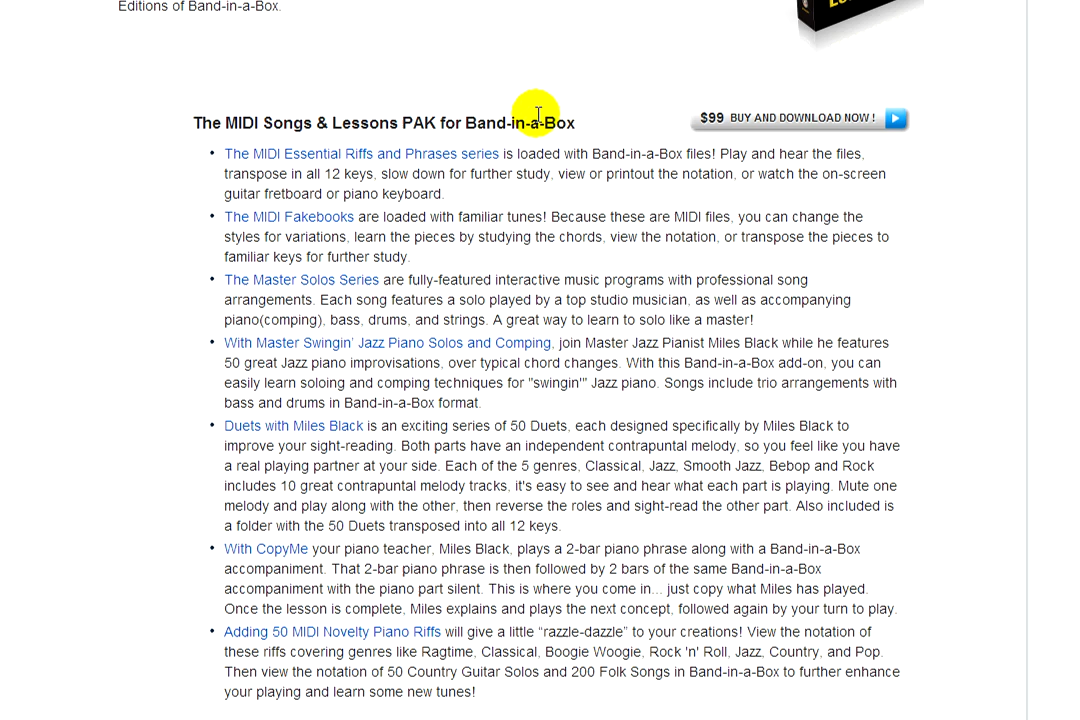 Editions of Band-in-a-Box.
The MIDI Songs & Lessons PAK for Band-in-a-Box
$99 BUY AND DOWNLOAD NOW !
• The MIDI Essential Riffs and Phrases series is loaded with Band-in-a-Box files! Play and hear the files,
transpose in all 12 keys, slow down for further study, view or printout the notation, or watch the on-screen
guitar fretboard or piano keyboard.
• The MIDI Fakebooks are loaded with familiar tunes! Because these are MIDI files, you can change the
styles for variations, learn the pieces by studying the chords, view the notation, or transpose the pieces to
familiar keys for further study.
• The Master Solos Series are fully-featured interactive music programs with professional song
arrangements. Each song features a solo played by a top studio musician, as well as accompanying
piano(comping), bass, drums, and strings. A great way to learn to solo like a master!
• With Master Swingin' Jazz Piano Solos and Comping, join Master Jazz Pianist Miles Black while he features
50 great Jazz piano improvisations, over typical chord changes. With this Band-in-a-Box add-on, you can
easily learn soloing and comping techniques for "swingin'" Jazz piano. Songs include trio arrangements with
bass and drums in Band-in-a-Box format.
• Duets with Miles Black is an exciting series of 50 Duets, each designed specifically by Miles Black to
improve your sight-reading. Both parts have an independent contrapuntal melody, so you feel like you have
a real playing partner at your side. Each of the 5 genres, Classical, Jazz, Smooth Jazz, Bebop and Rock
includes 10 great contrapuntal melody tracks, it's easy to see and hear what each part is playing. Mute one
melody and play along with the other, then reverse the roles and sight-read the other part. Also included is
a folder with the 50 Duets transposed into all 12 keys.
• With CopyMe your piano teacher, Miles Black, plays a 2-bar piano phrase along with a Band-in-a-Box
accompaniment. That 2-bar piano phrase is then followed by 2 bars of the same Band-in-a-Box
accompaniment with the piano part silent. This is where you come in... just copy what Miles has played.
Once the lesson is complete, Miles explains and plays the next concept, followed again by your turn to play.
• Adding 50 MIDI Novelty Piano Riffs will give a little “razzle-dazzle” to your creations! View the notation of
these riffs covering genres like Ragtime, Classical, Boogie Woogie, Rock 'n' Roll, Jazz, Country, and Pop.
Then view the notation of 50 Country Guitar Solos and 200 Folk Songs in Band-in-a-Box to further enhance
your playing and learn some new tunes!